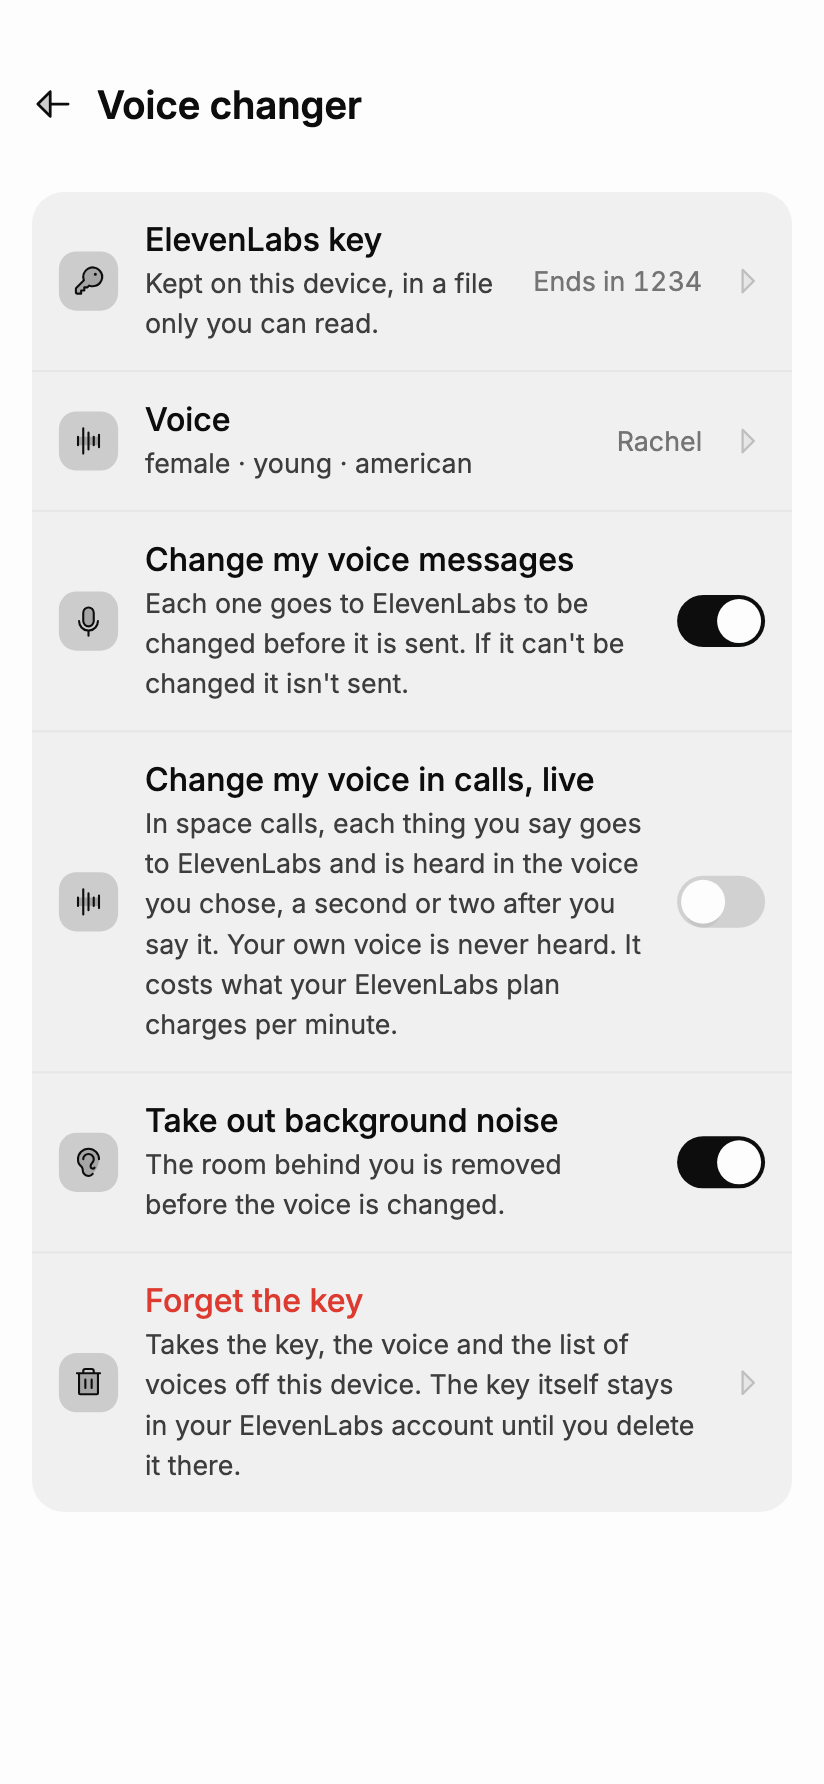 Voice changer
ElevenLabs key
Kept on this device, in a file
only you can read.
Ends in 1234
Voice
female · young · american
Rachel
Change my voice messages
Each one goes to ElevenLabs to be
changed before it is sent. If it can't be
changed it isn't sent.
Change my voice in calls, live
In space calls, each thing you say goes
to ElevenLabs and is heard in the voice
you chose, a second or two after you
say it. Your own voice is never heard. It
costs what your ElevenLabs plan
charges per minute.
Take out background noise
The room behind you is removed
before the voice is changed.
Forget the key
Takes the key, the voice and the list of
voices off this device. The key itself stays
in your ElevenLabs account until you delete
it there.